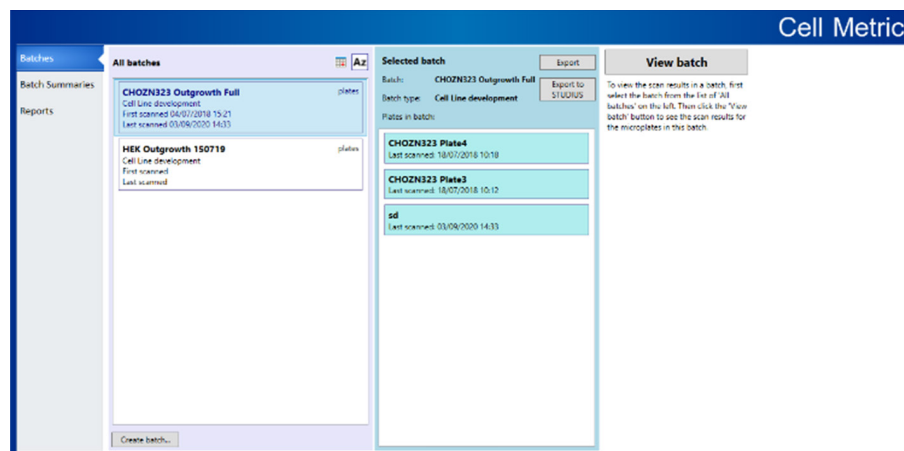 Cell Metric
Batches
Batch Summaries
Reports
All batches
Az
CHOZN323 Outgrowth Full
plates
Cell Line development
First scanned 04/07/2018 15:21
Last scanned 03/09/2020 14:33
HEK Outgrowth 150719
plates
Cell Line development
First scanned
Last scanned
Create batch...
Selected batch
Export
Batch: CHOZN323 Outgrowth Full
Export to
STUDIUS
Batch type: Cell Line development
Plates in batch:
CHOZN323 Plate4
Last scanned: 18/07/2018 10:18
CHOZN323 Plate3
Last scanned: 18/07/2018 10:12
sd
Last scanned: 03/09/2020 14:33
View batch
To view the scan results in a batch, first
select the batch from the list of 'All
batches' on the left. Then click the 'View
batch' button to see the scan results for
the microplates in this batch